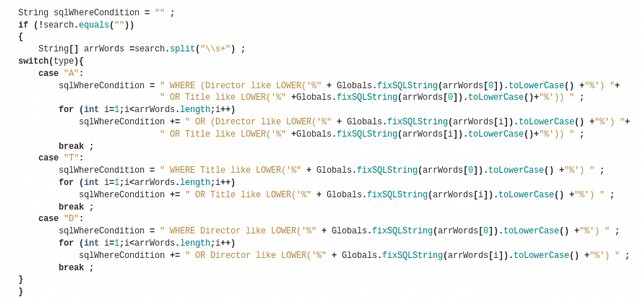 String sqlWhereCondition = "" ;
if (!search.equals(""))
{
String[] arrWords =search.split("\\s+") ;
switch(type){
case "A":
sqlWhereCondition = " WHERE (Director like LOWER('%" + Globals.fixSQLString(arrWords[0]).toLowerCase() +"%') "+
" OR Title like LOWER('%" +Globals.fixSQLString(arrWords[0]).toLowerCase()+"%')) " ;
for (int i=1;i<arrWords.length;i++)
sqlWhereCondition += " OR (Director like LOWER('%" + Globals.fixSQLString(arrWords[i]).toLowerCase() +"%') "+
" OR Title like LOWER('%" + Globals.fixSQLString(arrWords[i]).toLowerCase()+"%')) " ;
break ;
case "T":
sqlWhereCondition = " WHERE Title like LOWER('%" + Globals.fixSQLString(arrWords[0]).toLowerCase() +"%') " ;
for (int i=1;i<arrWords.length;i++)
sqlWhereCondition += " OR Title like LOWER('%" + Globals.fixSQLString(arrWords[i]).toLowerCase() +"%') " ;
break ;
case "D":
sqlWhereCondition = " WHERE Director like LOWER('%" + Globals.fixSQLString(arrWords[0]).toLowerCase() +"%') " ;
for (int i=1;i<arrWords.length;i++)
sqlWhereCondition += " OR Director like LOWER('%" + Globals.fixSQLString(arrWords[i]).toLowerCase() +"%') " ;
break ;
}
}